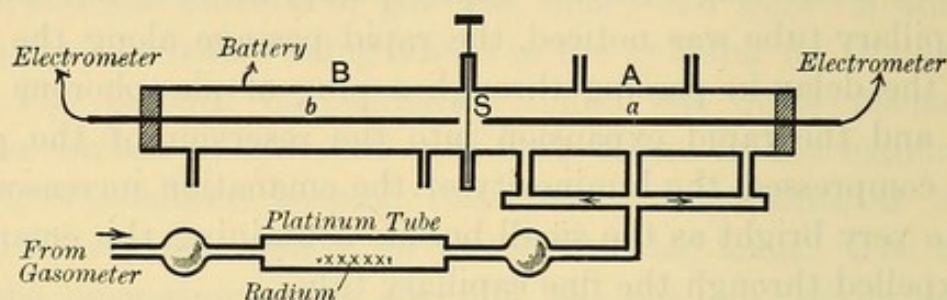 Electrometer
Battery
B
A
Electrometer
b
S
a
Platinum Tube
From
Gasometer
Radium